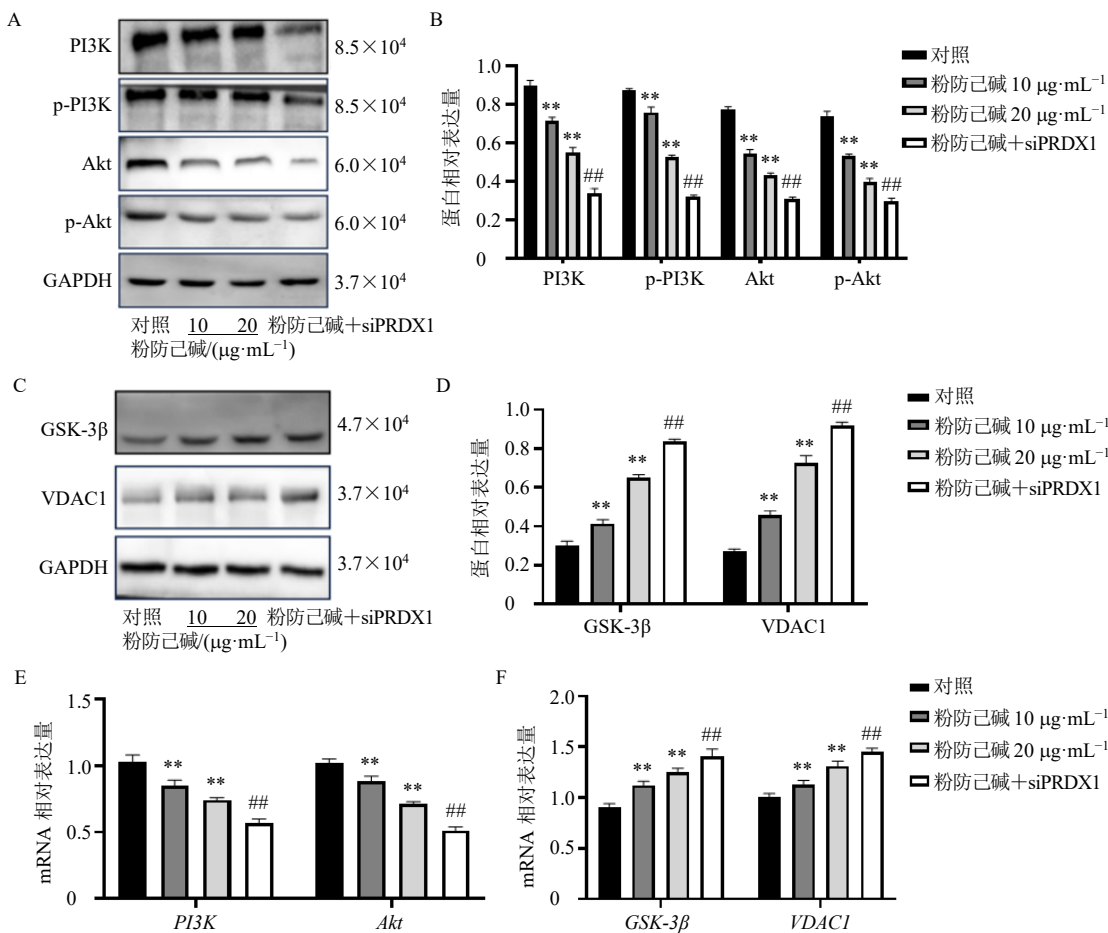 A
PI3K
8.5×10⁴
p-PI3K
8.5×10⁴
Akt
6.0×10⁴
p-Akt
6.0×10⁴
GAPDH
3.7×10⁴
对照 10 20 粉防己碱+siPRDX1
粉防己碱/(μg·mL⁻¹)
B
蛋白相对表达量
1.0
0.8
0.6
0.4
0.2
0
** ** ##
** ** ##
** ** ##
** ** ##
PI3K p-PI3K Akt p-Akt
对照
粉防己碱 10 μg·mL⁻¹
粉防己碱 20 μg·mL⁻¹
粉防己碱+siPRDX1
C
GSK-3β
4.7×10⁴
VDAC1
3.7×10⁴
GAPDH
3.7×10⁴
对照 10 20 粉防己碱+siPRDX1
粉防己碱/(μg·mL⁻¹)
D
蛋白相对表达量
1.0
0.8
0.6
0.4
0.2
0
** ** ##
** ** ##
GSK-3β VDAC1
对照
粉防己碱 10 μg·mL⁻¹
粉防己碱 20 μg·mL⁻¹
粉防己碱+siPRDX1
E
mRNA 相对表达量
1.5
1.0
0.5
0
** ** ##
** ** ##
PI3K Akt
F
mRNA 相对表达量
2.0
1.5
1.0
0.5
0
** ** ##
** ** ##
GSK-3β VDAC1
对照
粉防己碱 10 μg·mL⁻¹
粉防己碱 20 μg·mL⁻¹
粉防己碱+siPRDX1